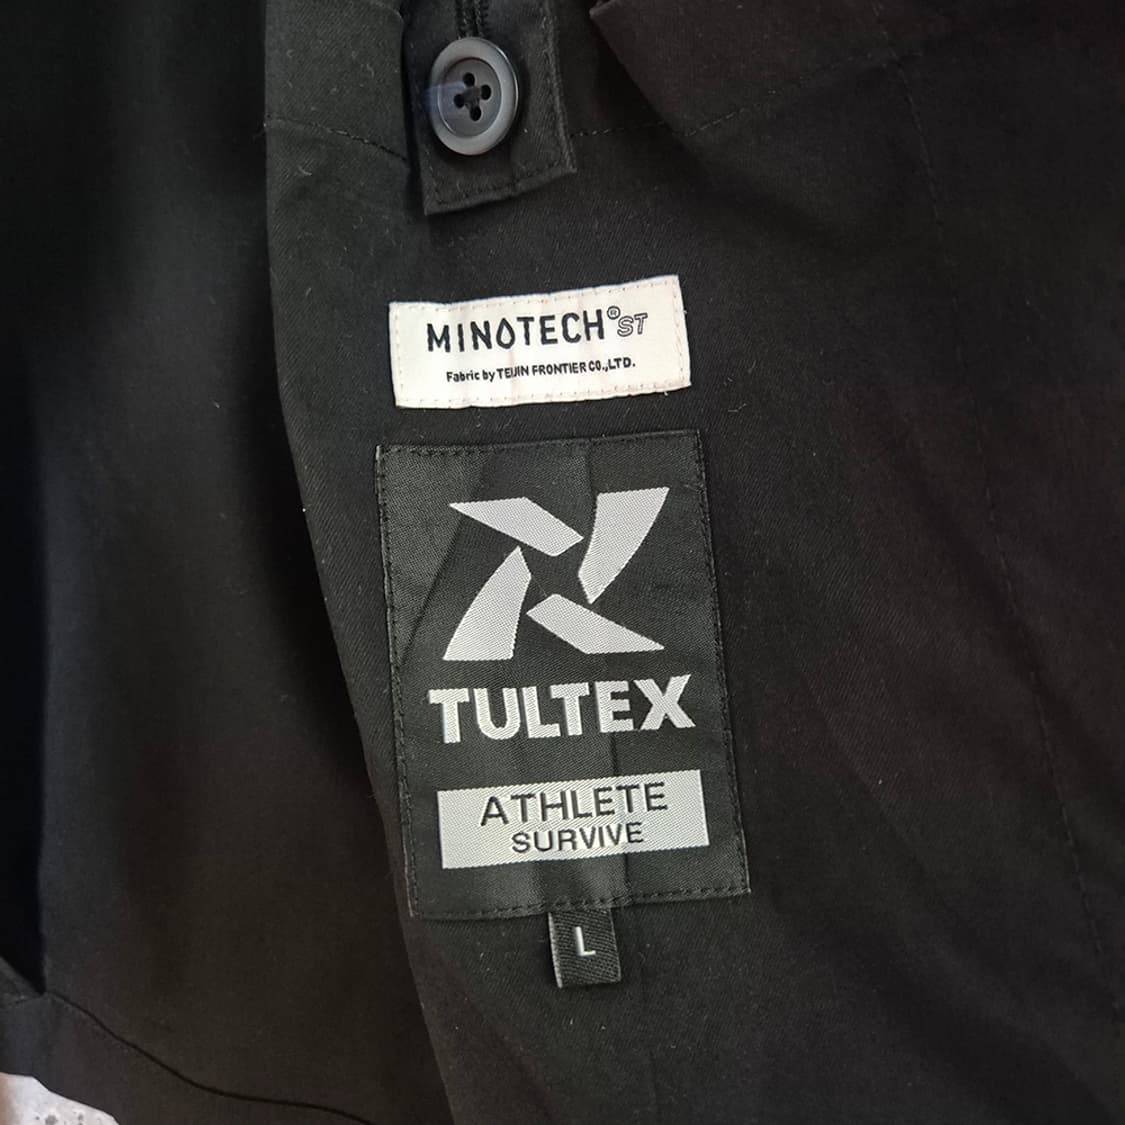 MINOTECH® ST
Fabric by TEIJIN FRONTIER CO.,LTD.
TULTEX
ATHLETE
SURVIVE
L